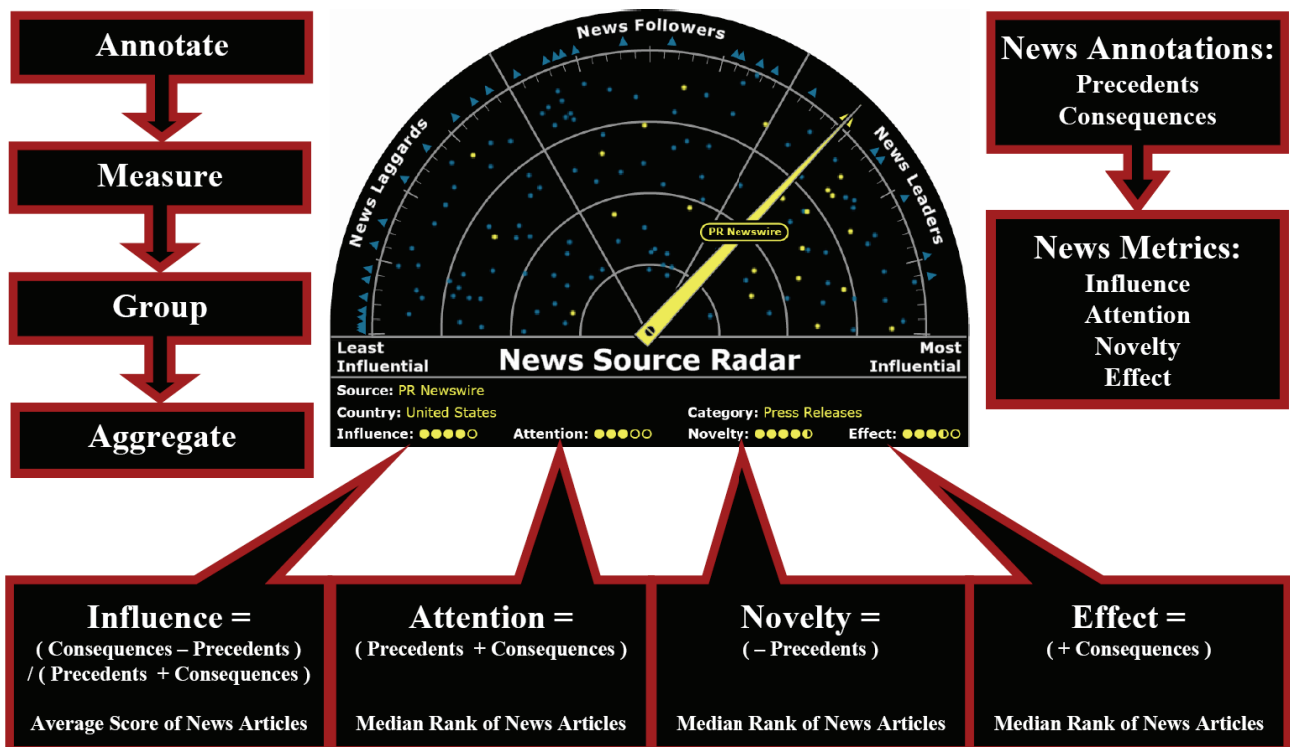 Annotate
Measure
Group
Aggregate
News Laggards
News Followers
News Leaders
PR Newswire
Least
Influential
News Source Radar
Most
Influential
Source: PR Newswire
Country: United States
Category: Press Releases
Influence:
Attention:
Novelty:
Effect:
News Annotations:
Precedents
Consequences
News Metrics:
Influence
Attention
Novelty
Effect
Influence =
( Consequences – Precedents )
/ ( Precedents + Consequences )
Average Score of News Articles
Attention =
( Precedents + Consequences )
Median Rank of News Articles
Novelty =
( – Precedents )
Median Rank of News Articles
Effect =
( + Consequences )
Median Rank of News Articles